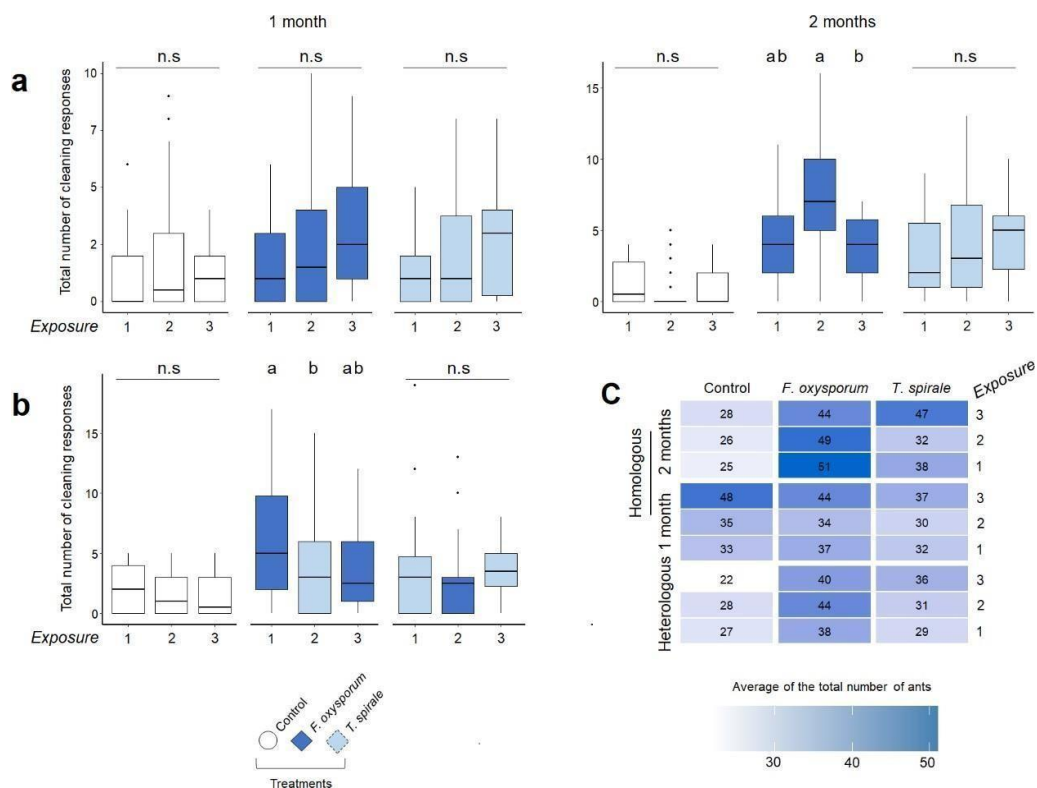 1 month
2 months
a
n.s
n.s
n.s
n.s
ab
a
b
n.s
Total number of cleaning responses
10
7
5
2
0
15
10
5
0
Exposure
1
2
3
1
2
3
1
2
3
1
2
3
1
2
3
1
2
3
b
n.s
a
b
ab
n.s
Total number of cleaning responses
15
10
5
0
Exposure
1
2
3
1
2
3
1
2
3
C
Control
F. oxysporum
T. spirale
Exposure
Homologous
2 months
1 month
Heterologous
28 44 47 3
26 49 32 2
25 51 38 1
48 44 37 3
35 34 30 2
33 37 32 1
22 40 36 3
28 44 31 2
27 38 29 1
Average of the total number of ants
30 40 50
Control
F. oxysporum
T. spirale
Treatments